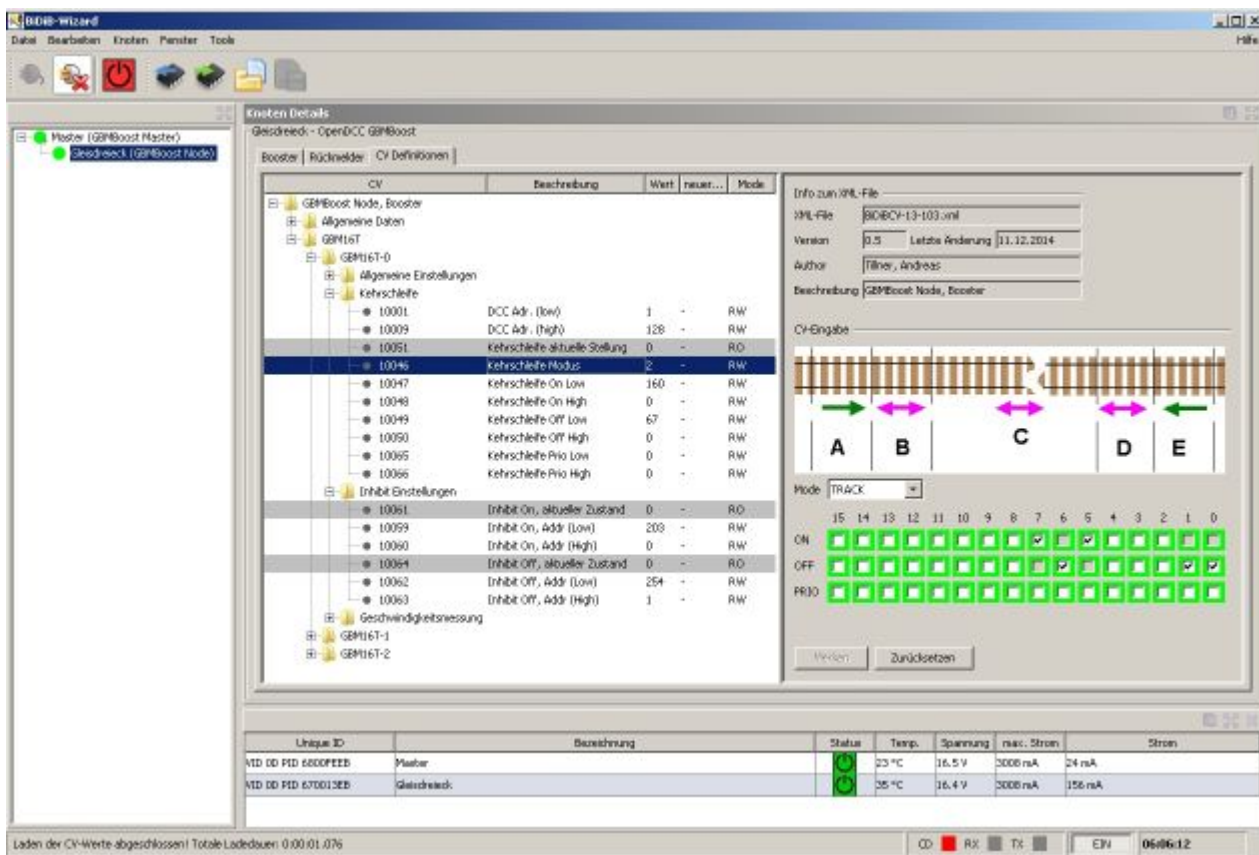 BiDiB-Wizard
Datei Bearbeiten Knoten Fenster Tools Hilfe
Knoten Details
Master (GBMBoost Master)
Gleisdreieck (GBMBoost Node)
Gleisdreieck - OpenDCC GBMBoost
Booster Rückmelder CV Definitionen
CV Beschreibung Wert neuer... Mode
GBMBoost Node, Booster
Allgemeine Daten
GBM16T
GBM16T-0
Allgemeine Einstellungen
Kehrschleife
10001 DCC Adr. (low) 1 - RW
10009 DCC Adr. (high) 128 - RW
10051 Kehrschleife aktuelle Stellung 0 - RO
10046 Kehrschleife Modus 2 - RW
10047 Kehrschleife On Low 160 - RW
10048 Kehrschleife On High 0 - RW
10049 Kehrschleife Off Low 67 - RW
10050 Kehrschleife Off High 0 - RW
10065 Kehrschleife Prio Low 0 - RW
10066 Kehrschleife Prio High 0 - RW
Inhibit Einstellungen
10061 Inhibit On, aktueller Zustand 0 - RO
10059 Inhibit On, Addr (Low) 203 - RW
10060 Inhibit On, Addr (High) 0 - RW
10064 Inhibit Off, aktueller Zustand 0 - RO
10062 Inhibit Off, Addr (Low) 254 - RW
10063 Inhibit Off, Addr (High) 1 - RW
Geschwindigkeitsmessung
GBM16T-1
GBM16T-2
Info zum XML-File
XML-File BiDiBCV-13-103.xml
Version 0.5 Letzte Änderung 11.12.2014
Author Tillner, Andreas
Beschreibung GBMBoost Node, Booster
CV-Eingabe
A B C D E
Mode TRACK
15 14 13 12 11 10 9 8 7 6 5 4 3 2 1 0
ON
OFF
PRIO
Merken Zurücksetzen
Unique ID Bezeichnung Status Temp. Spannung max. Strom Strom
VID 0D PID 6800FEEB Master 23 °C 16.5 V 3008 mA 24 mA
VID 0D PID 670013EB Gleisdreieck 35 °C 16.4 V 3008 mA 156 mA
Laden der CV-Werte abgeschlossen! Totale Ladedauer: 0:00:01.076 CD RX TX EIN 06:06:12